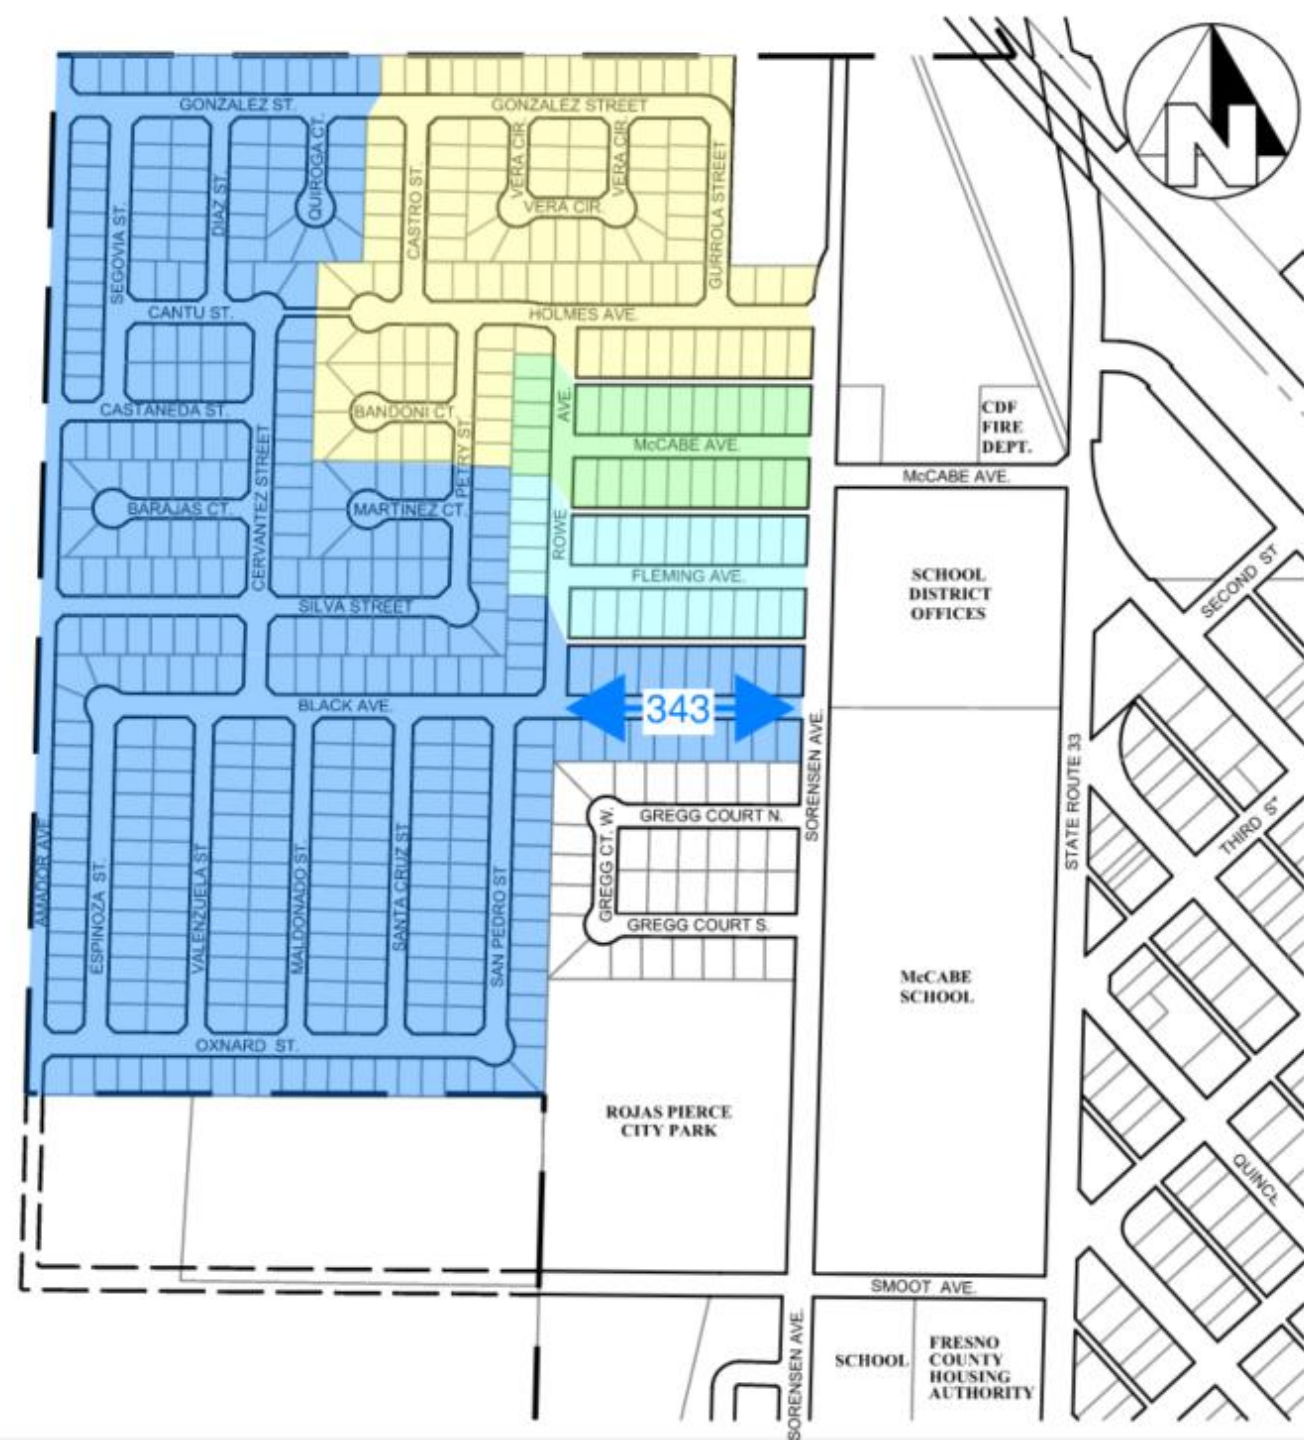 GONZALEZ ST.
GONZALEZ STREET
QUIROGA CT.
VERA CIR.
VERA CIR.
VERA CIR.
N
SEGOVIA ST.
DIAZ ST.
CASTRO ST.
GURROLA STREET
CANTU ST.
HOLMES AVE.
CASTANEDA ST.
BANDONI CT.
PETRY ST.
AVE.
McCABE AVE.
CDF
FIRE
DEPT.
McCABE AVE.
CERVANTEZ STREET
BARAJAS CT.
MARTINEZ CT.
ROWE
FLEMING AVE.
SCHOOL
DISTRICT
OFFICES
SECOND ST
SILVA STREET
BLACK AVE.
343
SORENSEN AVE.
STATE ROUTE 33
GREGG COURT N.
GREGG CT. W.
GREGG COURT S.
THIRD ST
AMADOR AVE.
ESPINOZA ST.
VALENZUELA ST
MALDONADO ST.
SANTA CRUZ ST
SAN PEDRO ST
McCABE
SCHOOL
OXNARD ST.
ROJAS PIERCE
CITY PARK
QUINCE
SMOOT AVE.
SORENSEN AVE.
SCHOOL
FRESNO
COUNTY
HOUSING
AUTHORITY